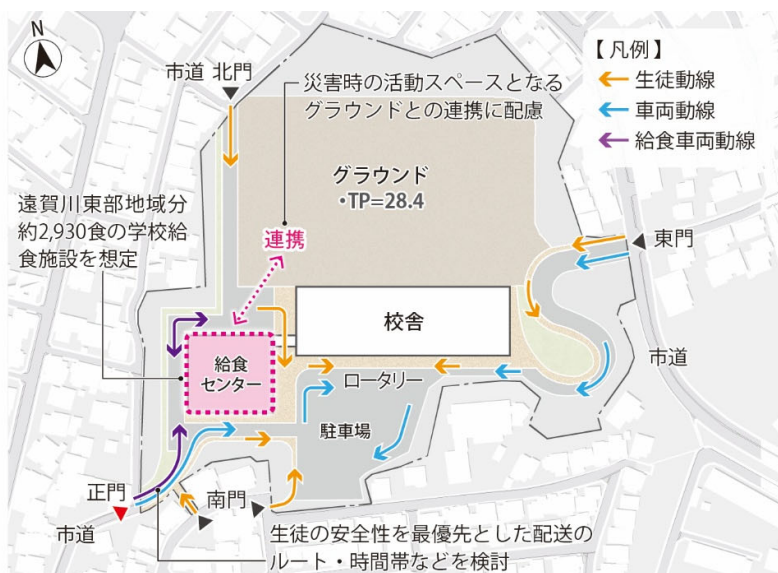 N
市道 北門
災害時の活動スペースとなる
グラウンドとの連携に配慮
【凡例】
生徒動線
車両動線
給食車両動線
グラウンド
・TP=28.4
遠賀川東部地域分
約2,930食の学校給
食施設を想定
連携
東門
校舎
給食
センター
ロータリー
市道
駐車場
正門
南門
市道
生徒の安全性を最優先とした配送の
ルート・時間帯などを検討